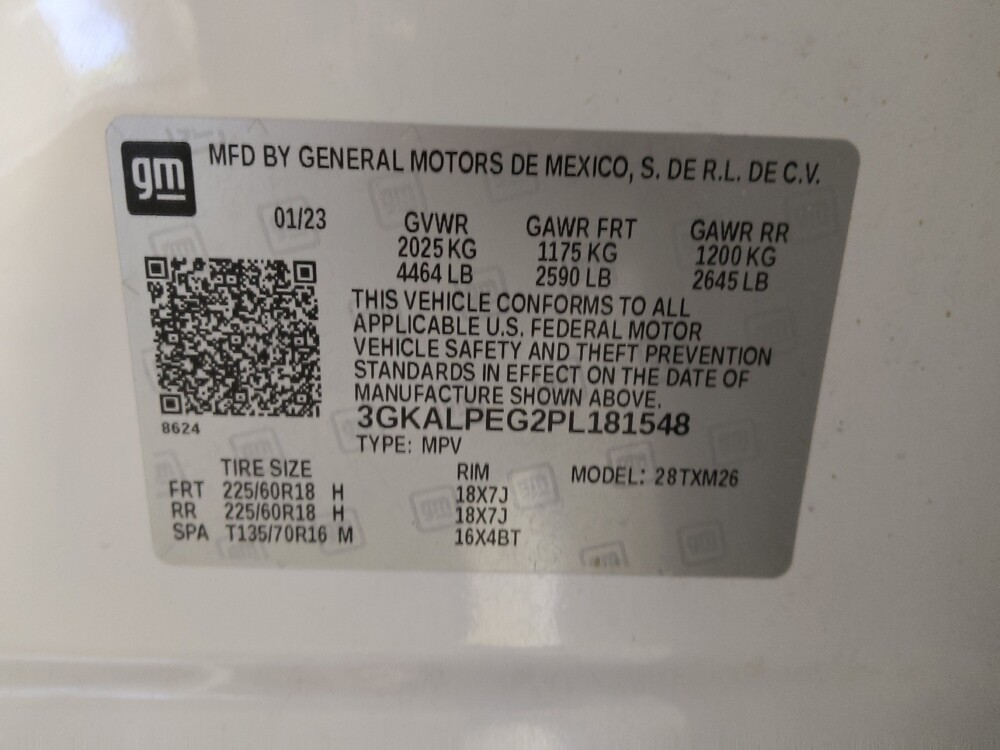 gm
MFD BY GENERAL MOTORS DE MEXICO, S. DE R.L. DE C.V.
01/23 GVWR GAWR FRT GAWR RR
2025 KG 1175 KG 1200 KG
4464 LB 2590 LB 2645 LB
THIS VEHICLE CONFORMS TO ALL
APPLICABLE U.S. FEDERAL MOTOR
VEHICLE SAFETY AND THEFT PREVENTION
STANDARDS IN EFFECT ON THE DATE OF
MANUFACTURE SHOWN ABOVE.
3GKALPEG2PL181548
8624
TYPE: MPV
TIRE SIZE RIM MODEL: 28TXM26
FRT 225/60R18 H 18X7J
RR 225/60R18 H 18X7J
SPA T135/70R16 M 16X4BT